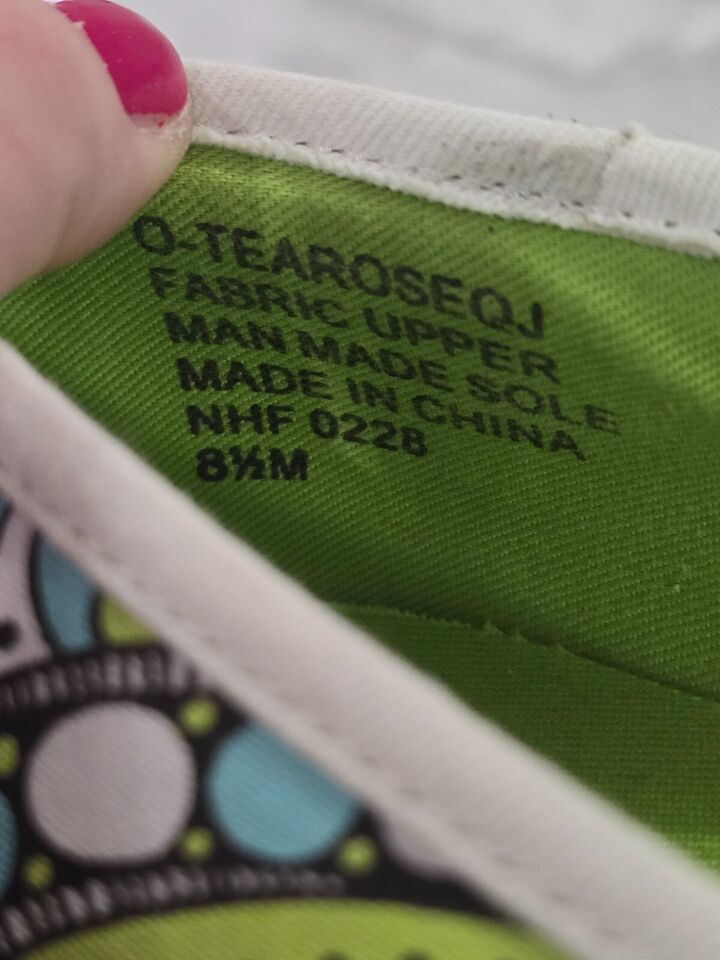 O-TEAROSEQJ
FABRIC UPPER
MAN MADE SOLE
MADE IN CHINA
NHF 0228
8½M